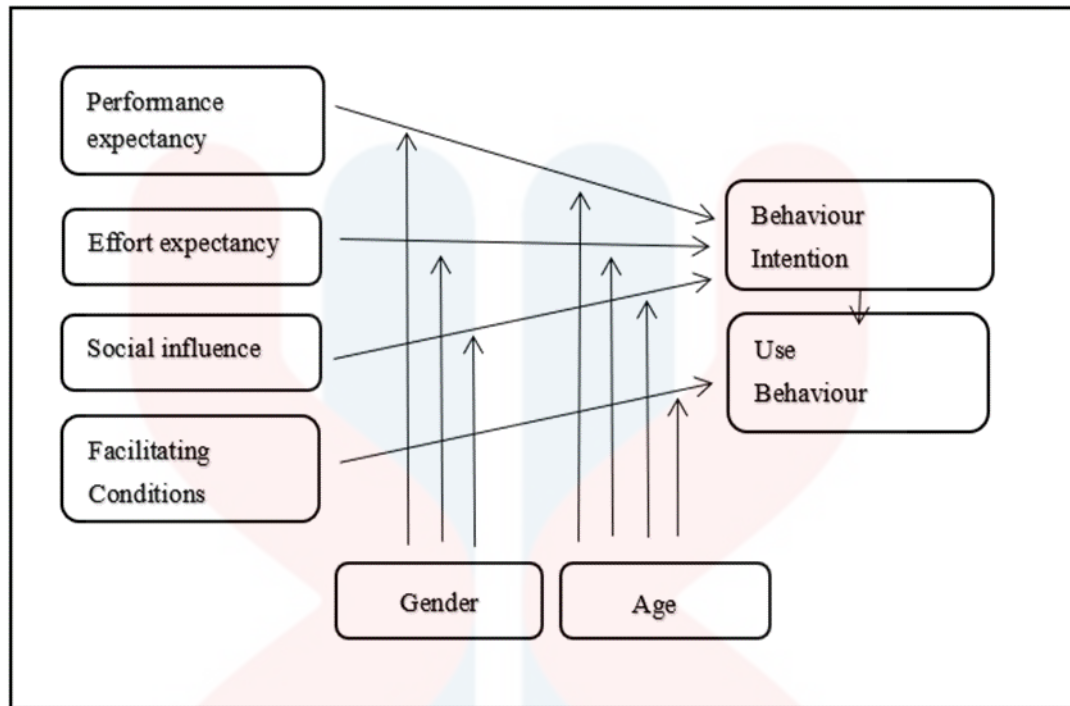 Performance
expectancy
Effort expectancy
Social influence
Facilitating
Conditions
Behaviour
Intention
Use
Behaviour
Gender
Age